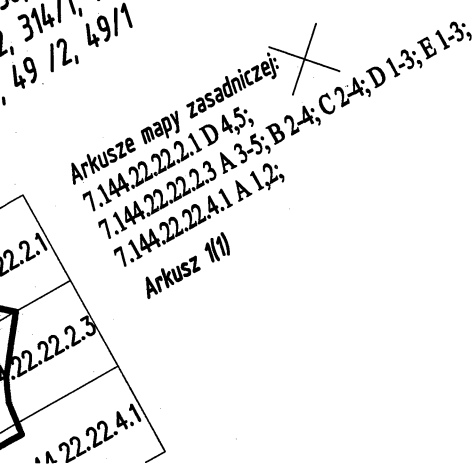 2, 314/1,
, 49 /2, 49/1
Arkusze mapy zasadniczej:
7.144.22.22.2.1 D 4,5;
7.144.22.22.2.3 A 3-5; B 2-4; C 2-4; D 1-3; E 1-3;
7.144.22.22.4.1 A 1,2;
Arkusz 1(1)
22.2.1
.22.22.2.3
14.22.22.4.1